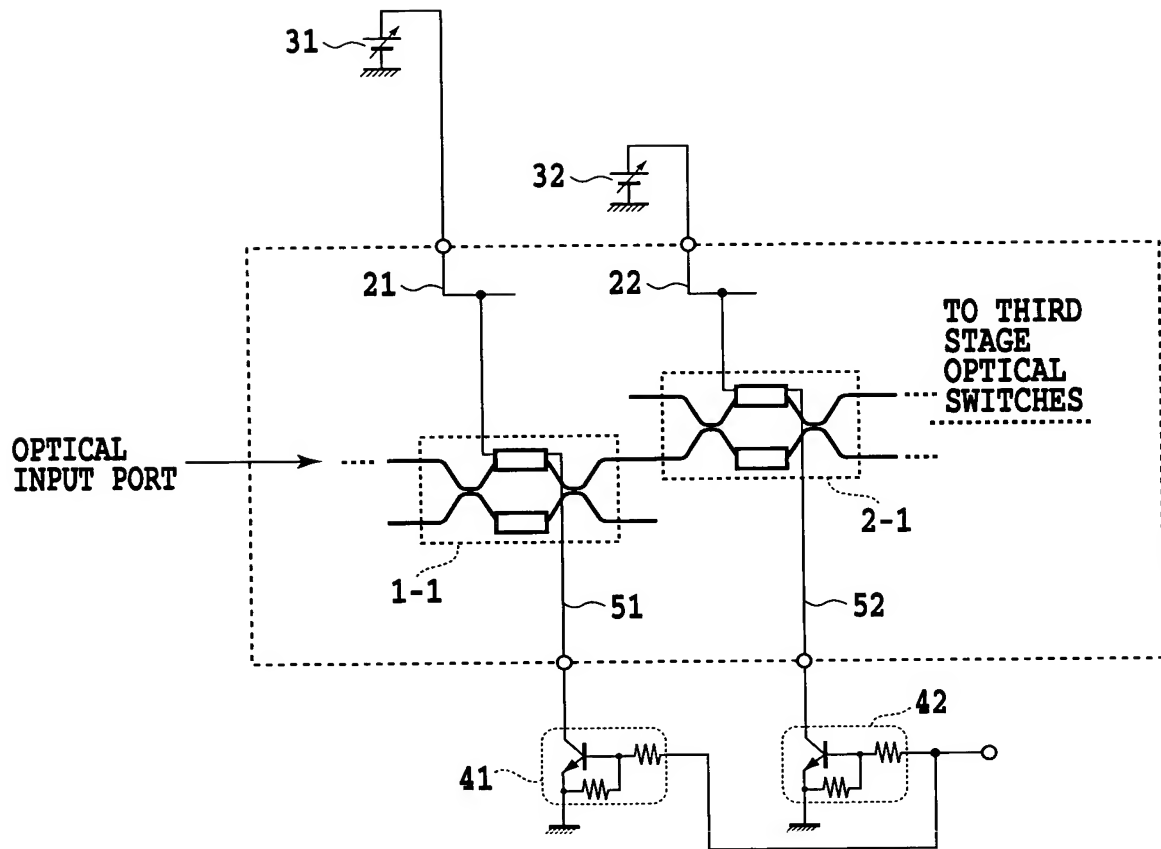 31
32
21
22
TO THIRD
STAGE
OPTICAL
SWITCHES
OPTICAL
INPUT PORT
2-1
1-1
51
52
42
41